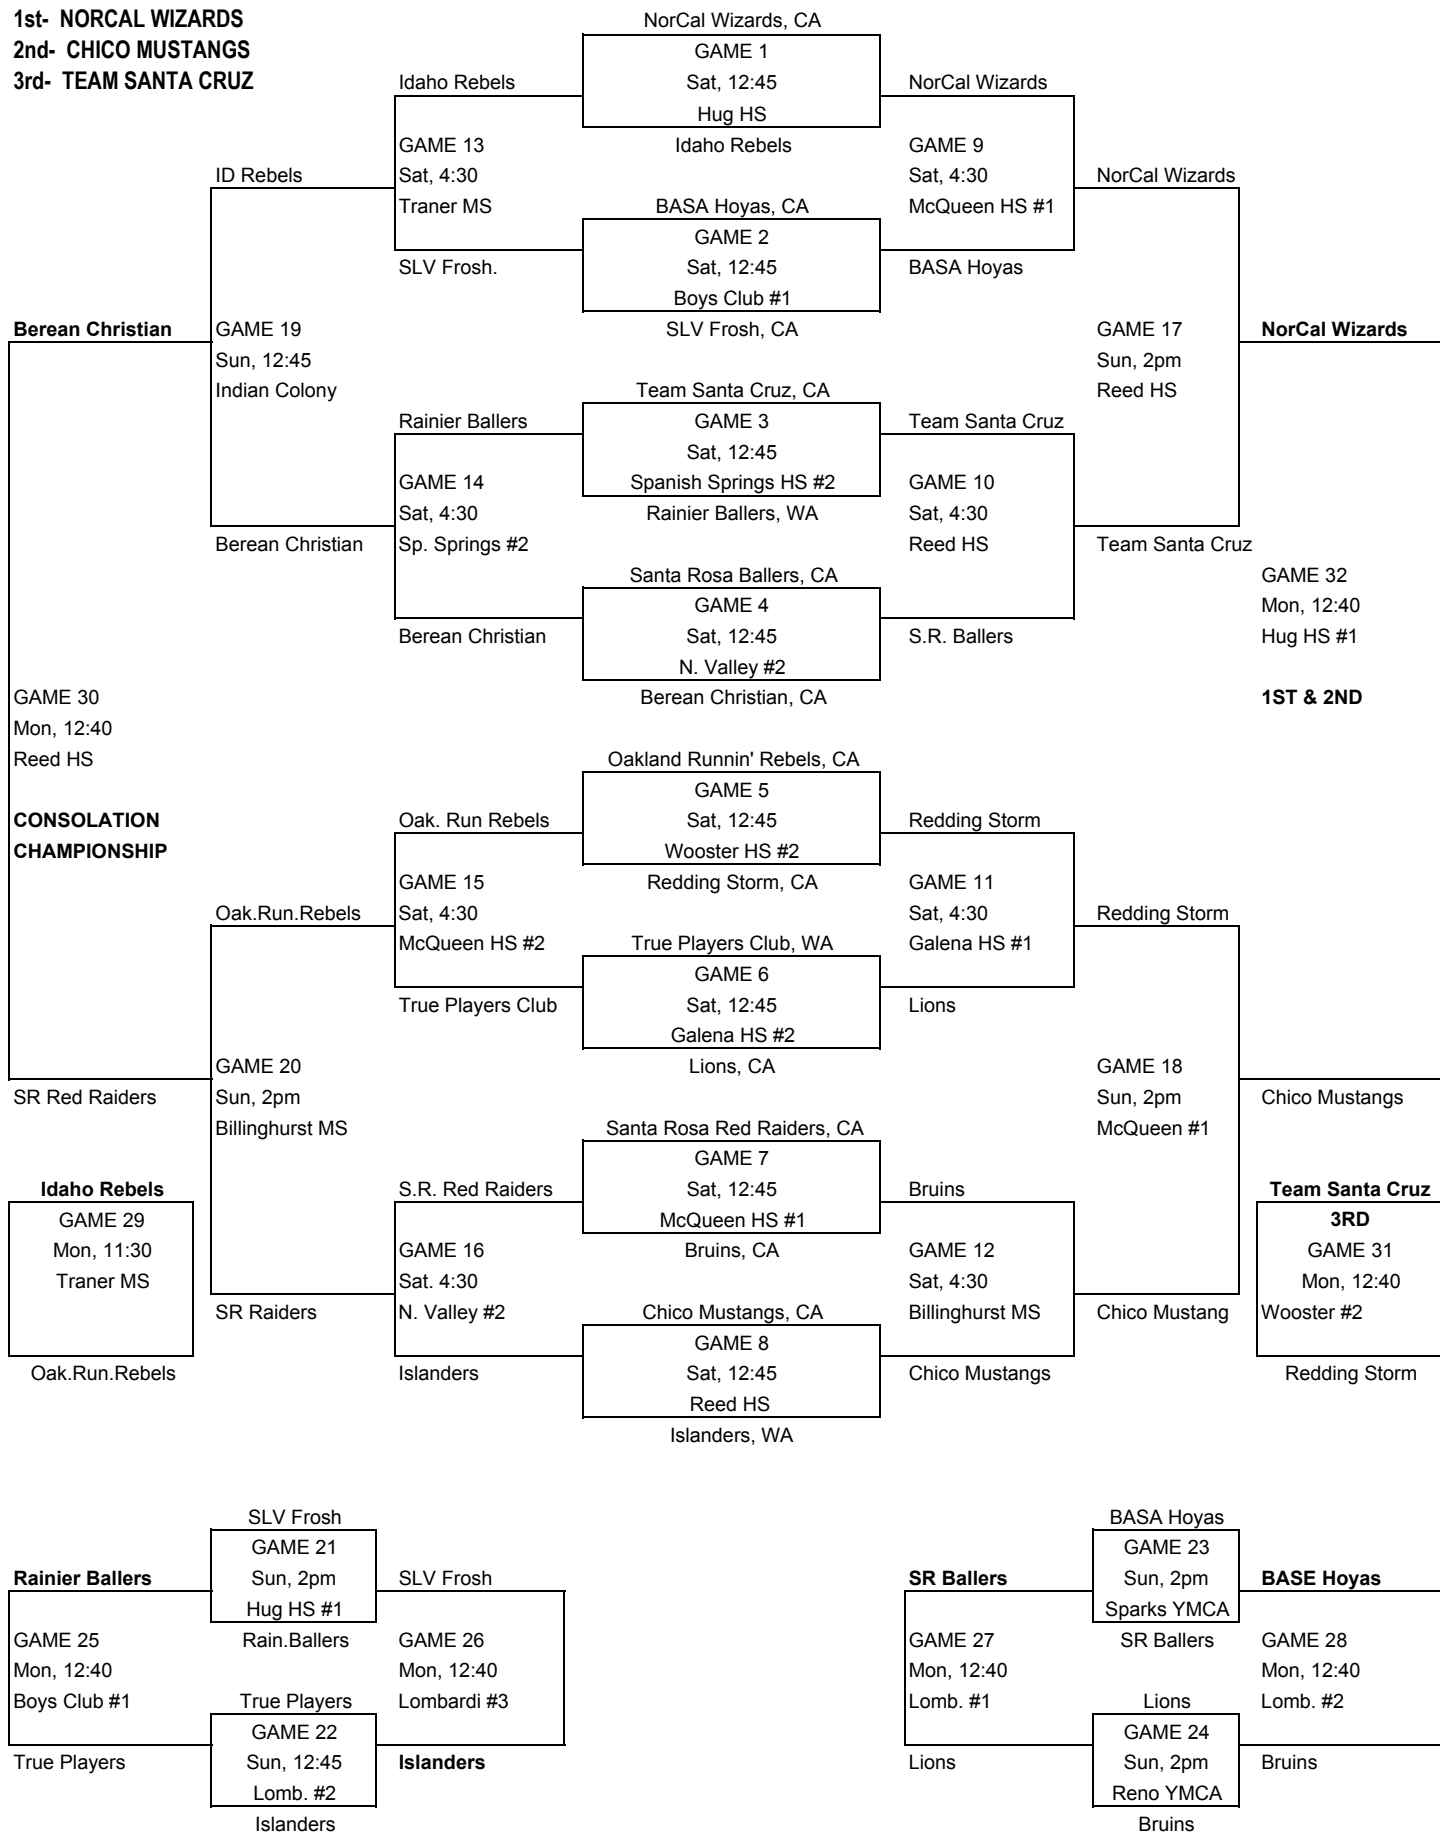 1st- NORCAL WIZARDS
2nd- CHICO MUSTANGS
3rd- TEAM SANTA CRUZ
NorCal Wizards, CA
GAME 1
Sat, 12:45
Hug HS
Idaho Rebels
Idaho Rebels
NorCal Wizards
GAME 13
Sat, 4:30
Traner MS
GAME 9
Sat, 4:30
McQueen HS #1
ID Rebels
NorCal Wizards
BASA Hoyas, CA
GAME 2
Sat, 12:45
Boys Club #1
SLV Frosh, CA
SLV Frosh.
BASA Hoyas
Berean Christian
GAME 19
Sun, 12:45
Indian Colony
GAME 17
Sun, 2pm
Reed HS
NorCal Wizards
Team Santa Cruz, CA
GAME 3
Sat, 12:45
Spanish Springs HS #2
Rainier Ballers, WA
Rainier Ballers
Team Santa Cruz
GAME 14
Sat, 4:30
Sp. Springs #2
GAME 10
Sat, 4:30
Reed HS
Berean Christian
Team Santa Cruz
Santa Rosa Ballers, CA
GAME 4
Sat, 12:45
N. Valley #2
Berean Christian, CA
Berean Christian
S.R. Ballers
GAME 32
Mon, 12:40
Hug HS #1
1ST & 2ND
GAME 30
Mon, 12:40
Reed HS
CONSOLATION
CHAMPIONSHIP
Oakland Runnin' Rebels, CA
GAME 5
Sat, 12:45
Wooster HS #2
Redding Storm, CA
Oak. Run Rebels
Redding Storm
GAME 15
Sat, 4:30
McQueen HS #2
GAME 11
Sat, 4:30
Galena HS #1
Oak.Run.Rebels
Redding Storm
True Players Club, WA
GAME 6
Sat, 12:45
Galena HS #2
Lions, CA
True Players Club
Lions
GAME 20
Sun, 2pm
Billinghurst MS
GAME 18
Sun, 2pm
McQueen #1
SR Red Raiders
Chico Mustangs
Santa Rosa Red Raiders, CA
GAME 7
Sat, 12:45
McQueen HS #1
Bruins, CA
S.R. Red Raiders
Bruins
GAME 16
Sat. 4:30
N. Valley #2
GAME 12
Sat, 4:30
Billinghurst MS
SR Raiders
Chico Mustang
Chico Mustangs, CA
GAME 8
Sat, 12:45
Reed HS
Islanders, WA
Islanders
Chico Mustangs
Idaho Rebels
GAME 29
Mon, 11:30
Traner MS
Oak.Run.Rebels
Team Santa Cruz
3RD
GAME 31
Mon, 12:40
Wooster #2
Redding Storm
SLV Frosh
GAME 21
Sun, 2pm
Hug HS #1
Rain.Ballers
Rainier Ballers
SLV Frosh
GAME 25
Mon, 12:40
Boys Club #1
GAME 26
Mon, 12:40
Lombardi #3
True Players
GAME 22
Sun, 12:45
Lomb. #2
Islanders
True Players
Islanders
BASA Hoyas
GAME 23
Sun, 2pm
Sparks YMCA
SR Ballers
SR Ballers
BASE Hoyas
GAME 27
Mon, 12:40
Lomb. #1
GAME 28
Mon, 12:40
Lomb. #2
Lions
GAME 24
Sun, 2pm
Reno YMCA
Bruins
Lions
Bruins